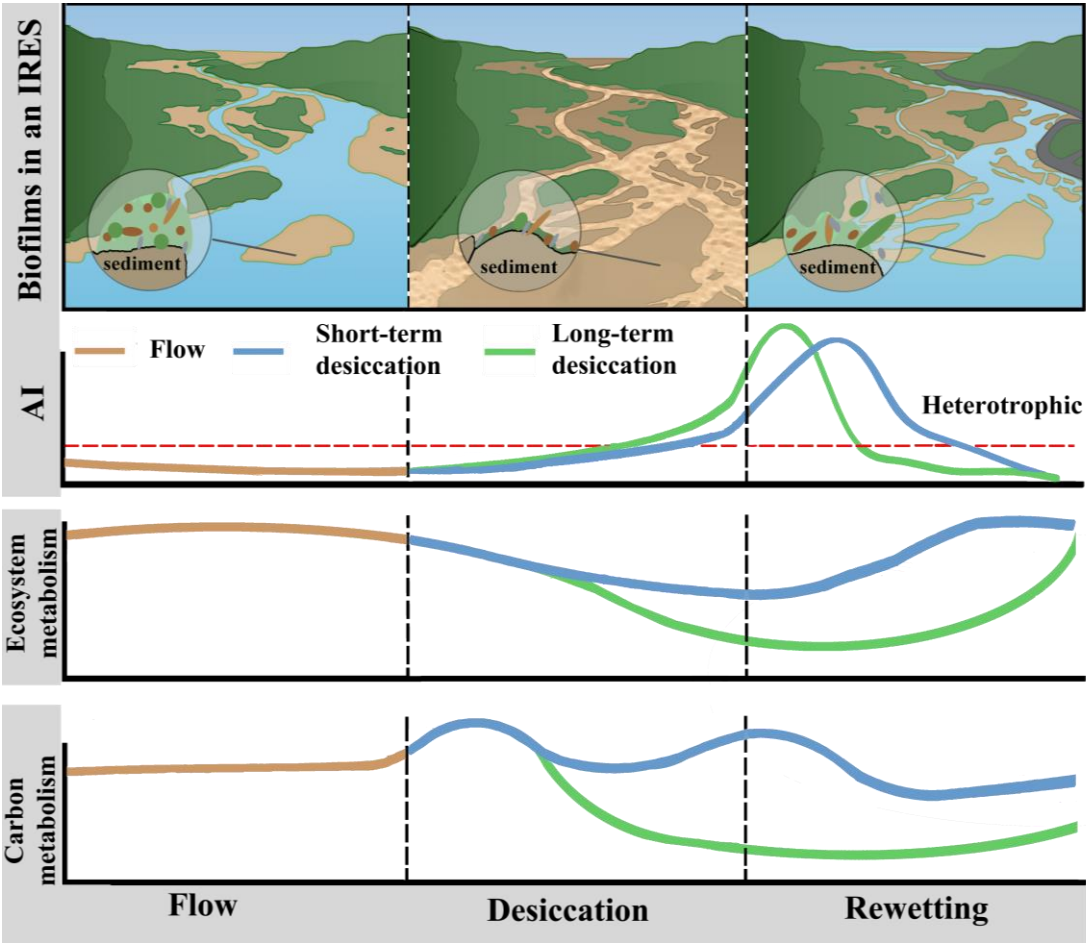 Biofilms in an IRES
sediment
sediment
sediment
AI
Flow
Short-term
desiccation
Long-term
desiccation
Heterotrophic
Ecosystem
metabolism
Carbon
metabolism
Flow
Desiccation
Rewetting